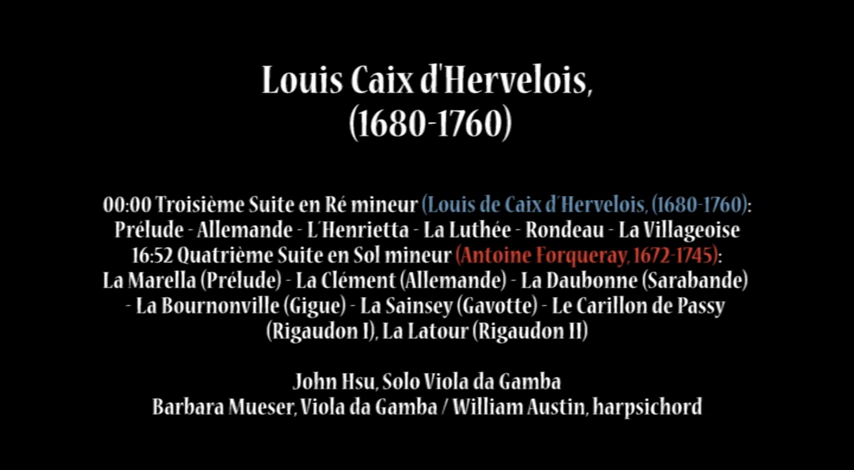 Louis Caix d'Hervelois,
(1680-1760)
00:00 Troisième Suite en Ré mineur (Louis de Caix d´Hervelois, (1680-1760):
Prélude - Allemande - L´Henrietta - La Luthée - Rondeau - La Villageoise
16:52 Quatrième Suite en Sol mineur (Antoine Forqueray, 1672-1745):
La Marella (Prélude) - La Clément (Allemande) - La Daubonne (Sarabande)
- La Bournonville (Gigue) - La Sainsey (Gavotte) - Le Carillon de Passy
(Rigaudon I), La Latour (Rigaudon II)
John Hsu, Solo Viola da Gamba
Barbara Mueser, Viola da Gamba / William Austin, harpsichord